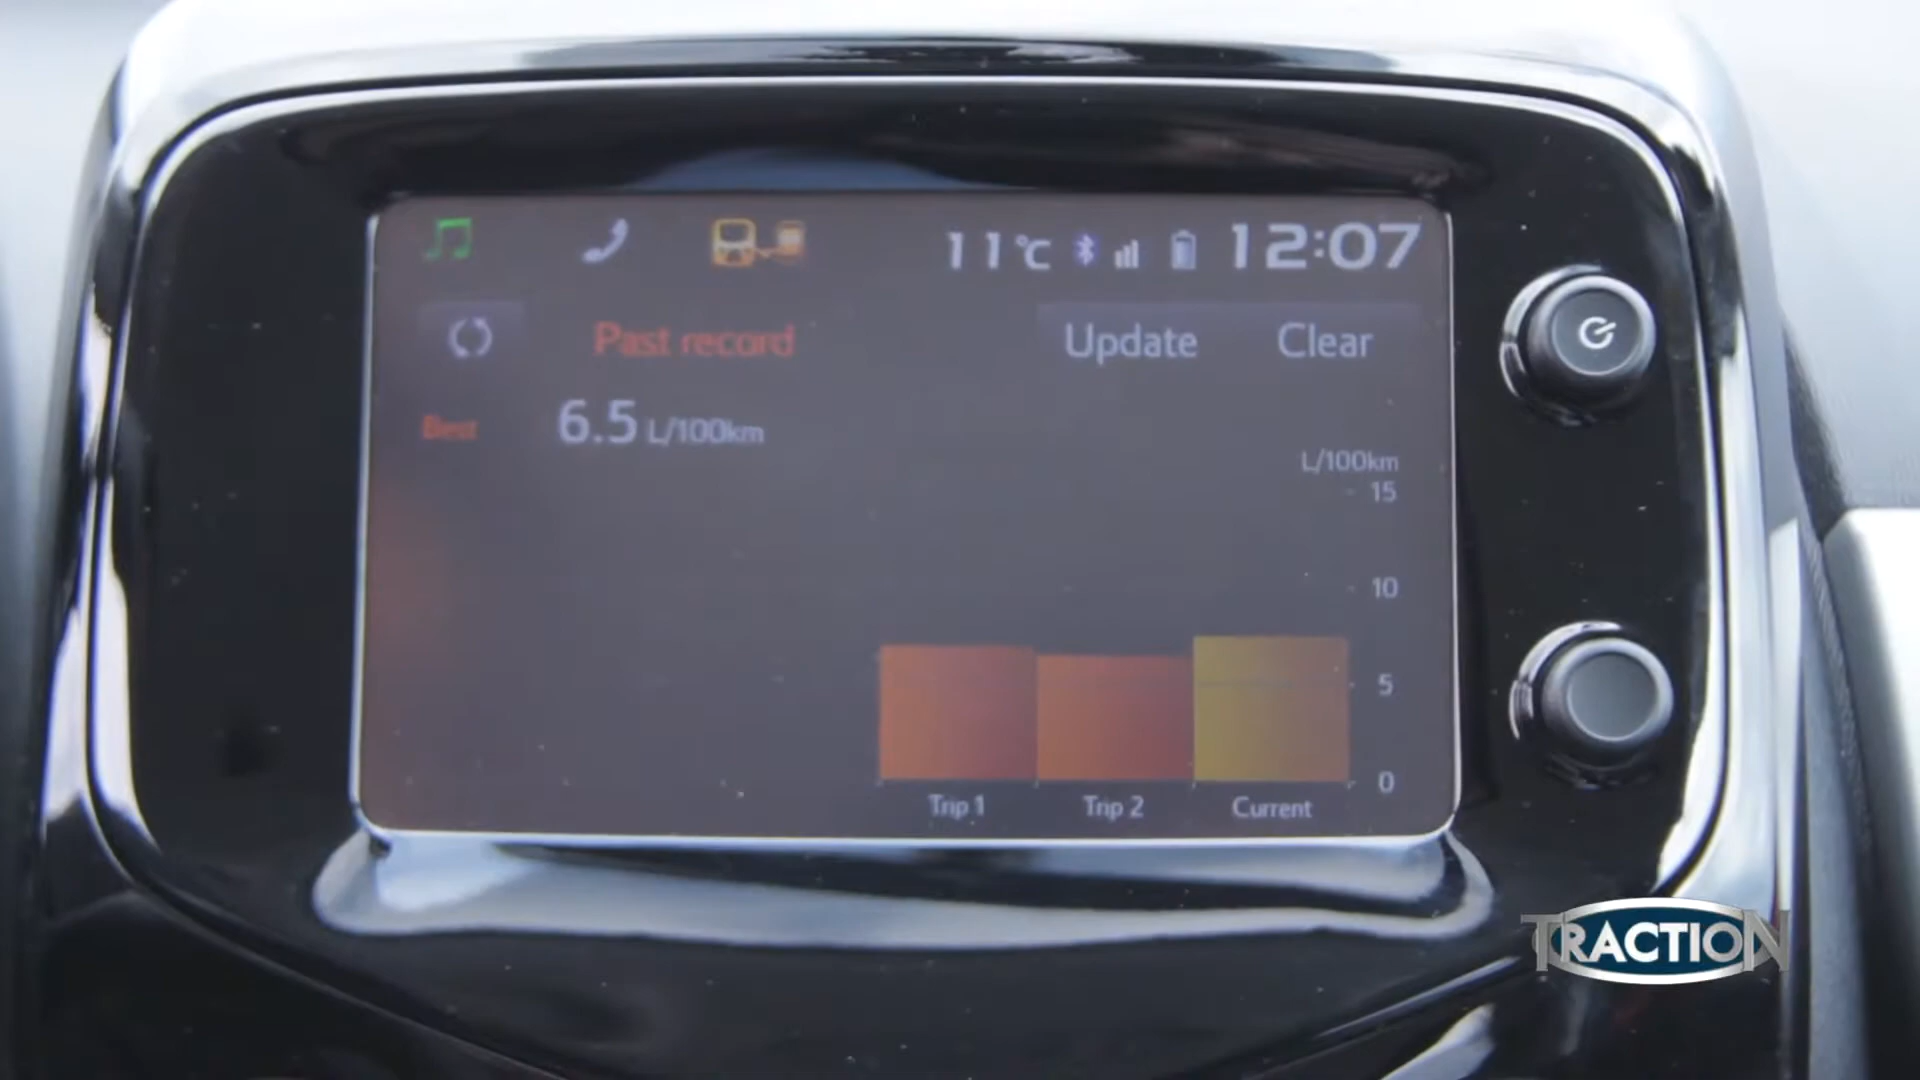 11°C 12:07
Past record Update Clear
Best 6.5 L/100km
L/100km
15
10
5
0
Trip 1 Trip 2 Current
TRACTION